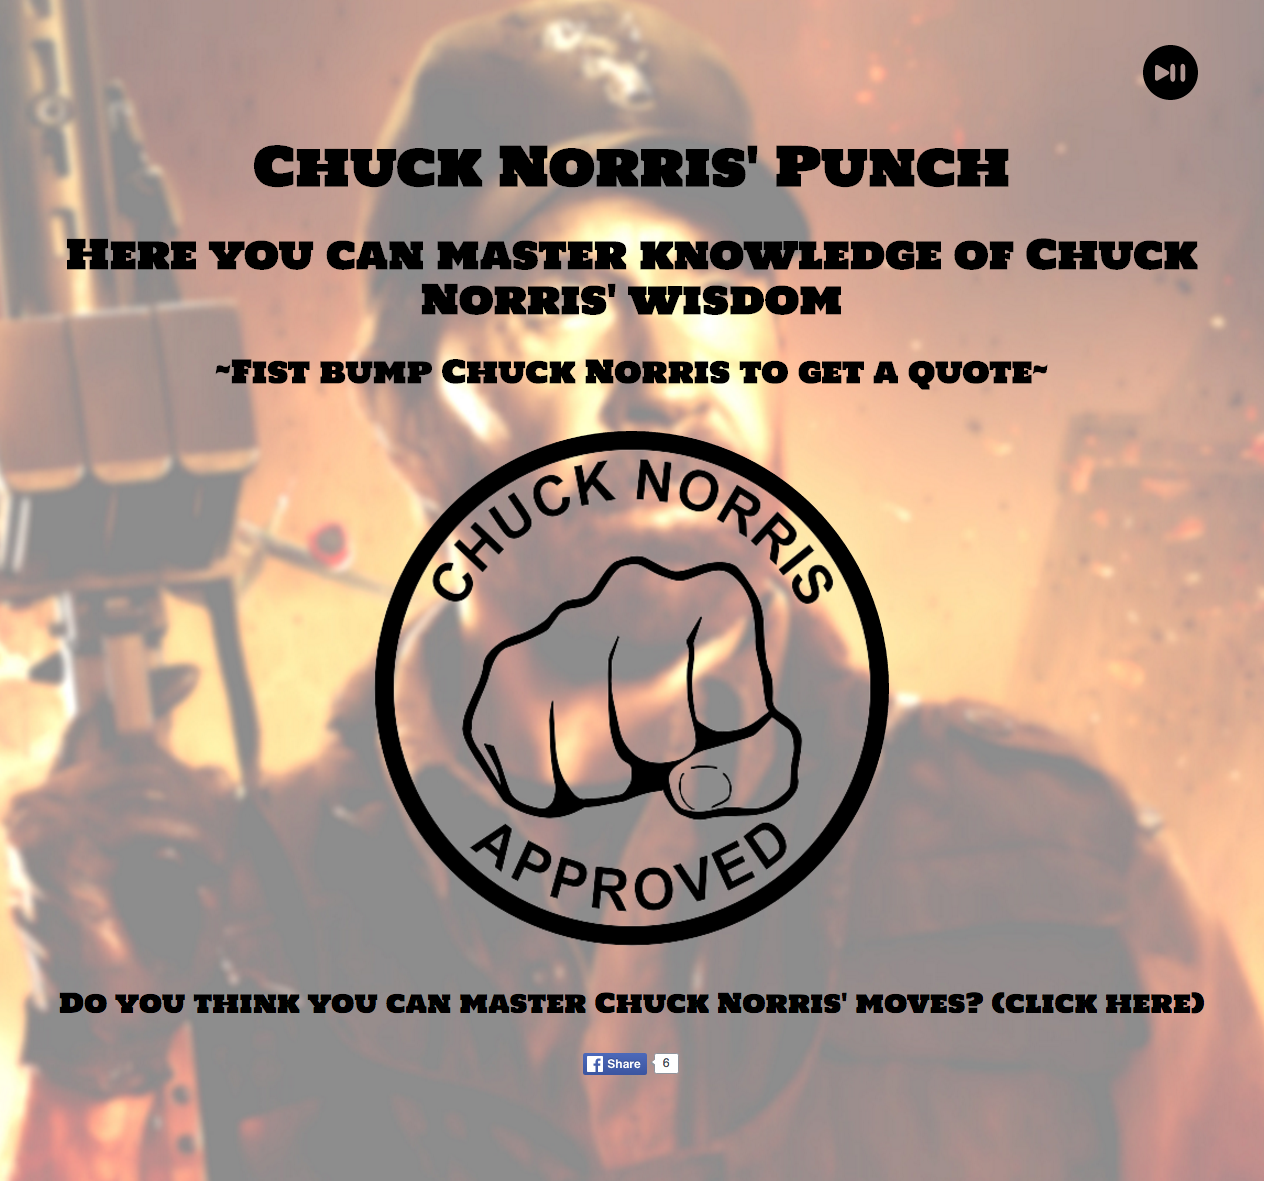 Chuck Norris' Punch
Here you can master knowledge of Chuck
Norris' wisdom
~Fist bump Chuck Norris to get a quote~
CHUCK NORRIS
APPROVED
Do you think you can master Chuck Norris' moves? (click here)
Share 6